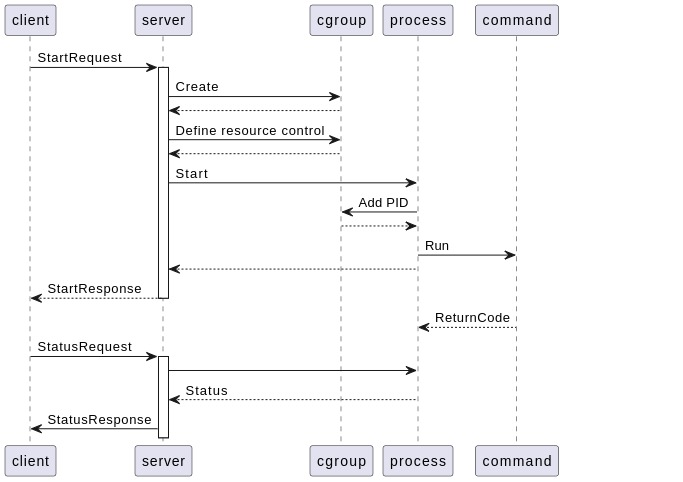 client server cgroup process command
StartRequest
Create
Define resource control
Start
Add PID
Run
StartResponse
ReturnCode
StatusRequest
Status
StatusResponse
client server cgroup process command